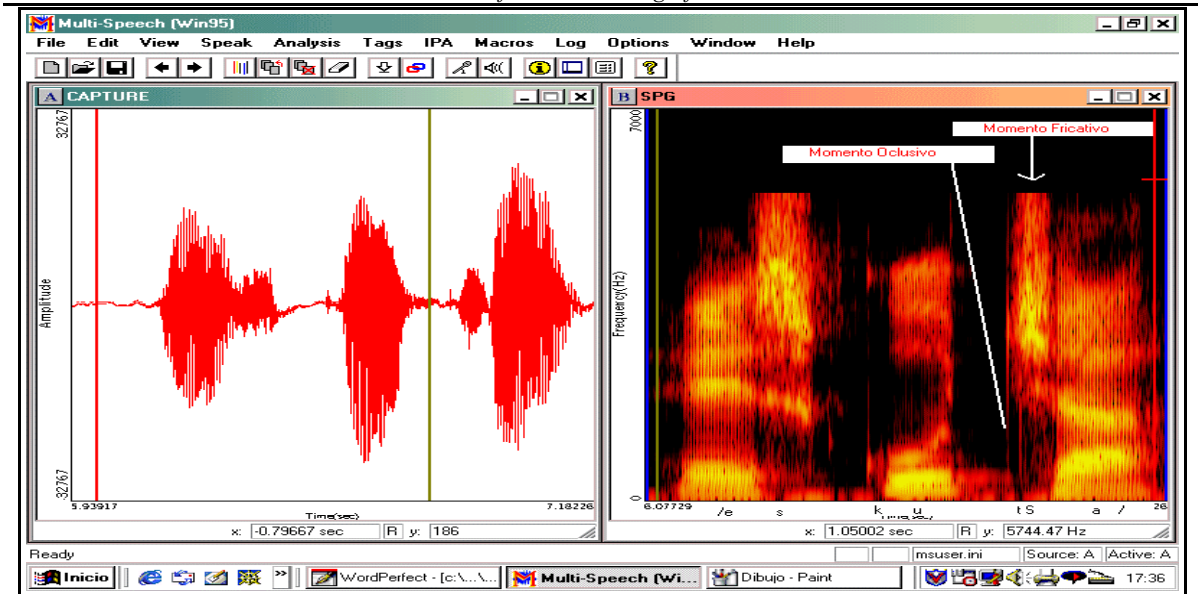 Multi-Speech (Win95)
File Edit View Speak Analysis Tags IPA Macros Log Options Window Help
A CAPTURE
B SPG
32767
Amplitude
-32767
5.93917
Time(sec)
7.18226
7000
Momento Fricativo
Momento Oclusivo
Frequency(Hz)
0
6.07729
/e s k u tS a /
26
x: -0.79667 sec R y: 186
x: 1.05002 sec R y: 5744.47 Hz
Ready
msuser.ini Source: A Active: A
Inicio WordPerfect - [c:\...\... Multi-Speech (Wi... Dibujo - Paint 17:36